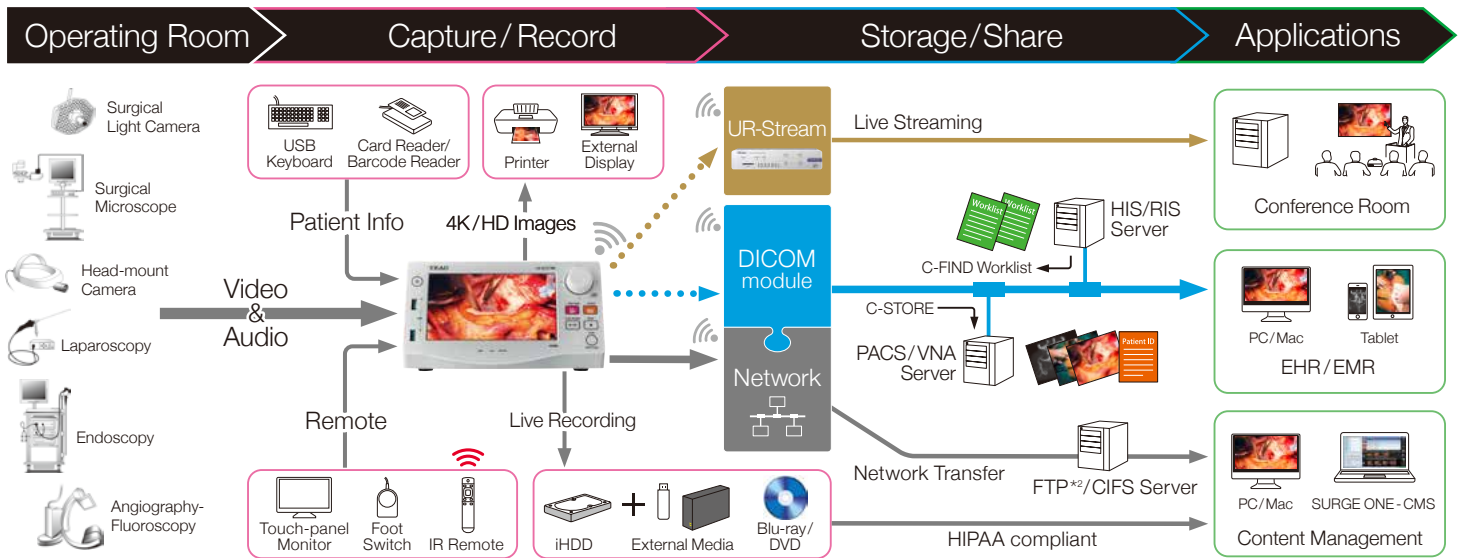 Operating Room
Capture/Record
Storage/Share
Applications
Surgical
Light Camera
Surgical
Microscope
Head-mount
Camera
Laparoscopy
Endoscopy
Angiography-
Fluoroscopy
Video
&
Audio
USB
Keyboard
Card Reader/
Barcode Reader
Patient Info
Printer
External
Display
4K/HD Images
TEAC
Remote
Touch-panel
Monitor
Foot
Switch
IR Remote
Live Recording
iHDD
+
External Media
Blu-ray/
DVD
UR-Stream
DICOM
module
Network
Live Streaming
Worklist
Worklist
HIS/RIS
Server
C-FIND Worklist
C-STORE
PACS/VNA
Server
Patient ID
Network Transfer
FTP*2/CIFS Server
HIPAA compliant
Conference Room
PC/Mac
Tablet
EHR/EMR
PC/Mac
SURGE ONE-CMS
Content Management